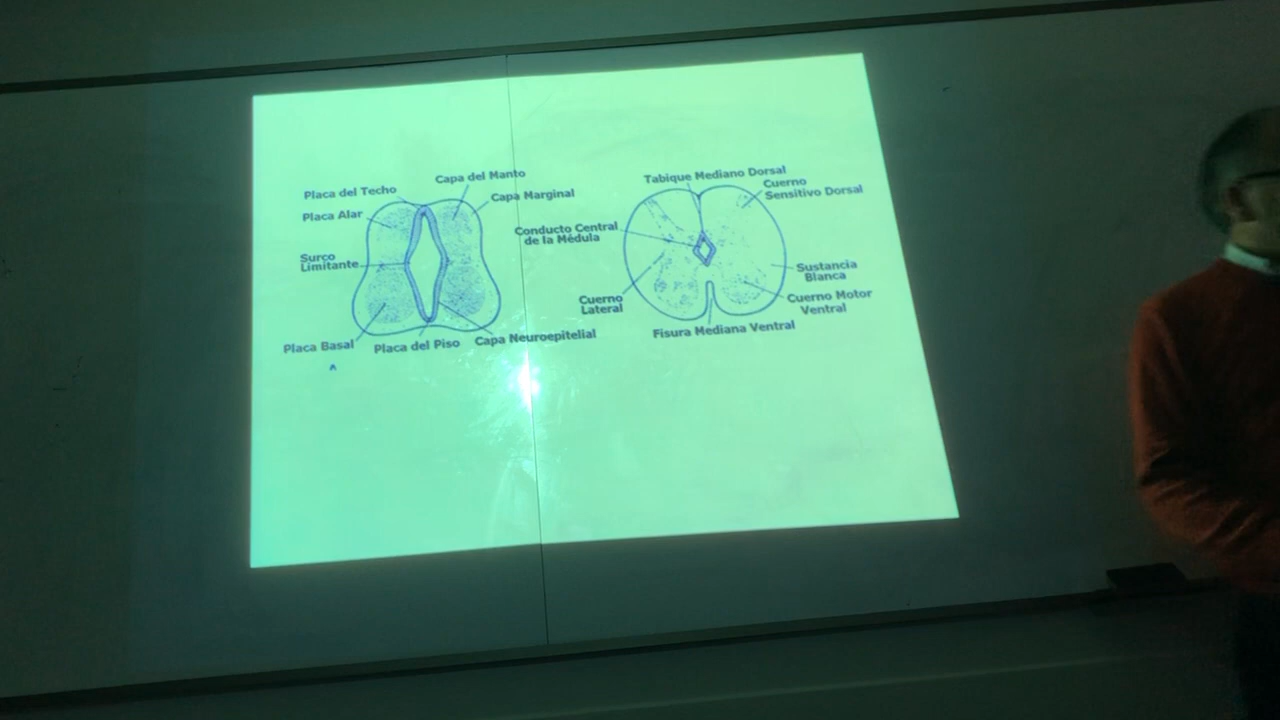 Placa del Techo
Capa del Manto
Placa Alar
Capa Marginal
Surco
Limitante
Placa Basal
Placa del Piso
Capa Neuroepitelial
A
Tabique Mediano Dorsal
Cuerno
Sensitivo Dorsal
Conducto Central
de la Médula
Sustancia
Blanca
Cuerno
Lateral
Cuerno Motor
Ventral
Fisura Mediana Ventral